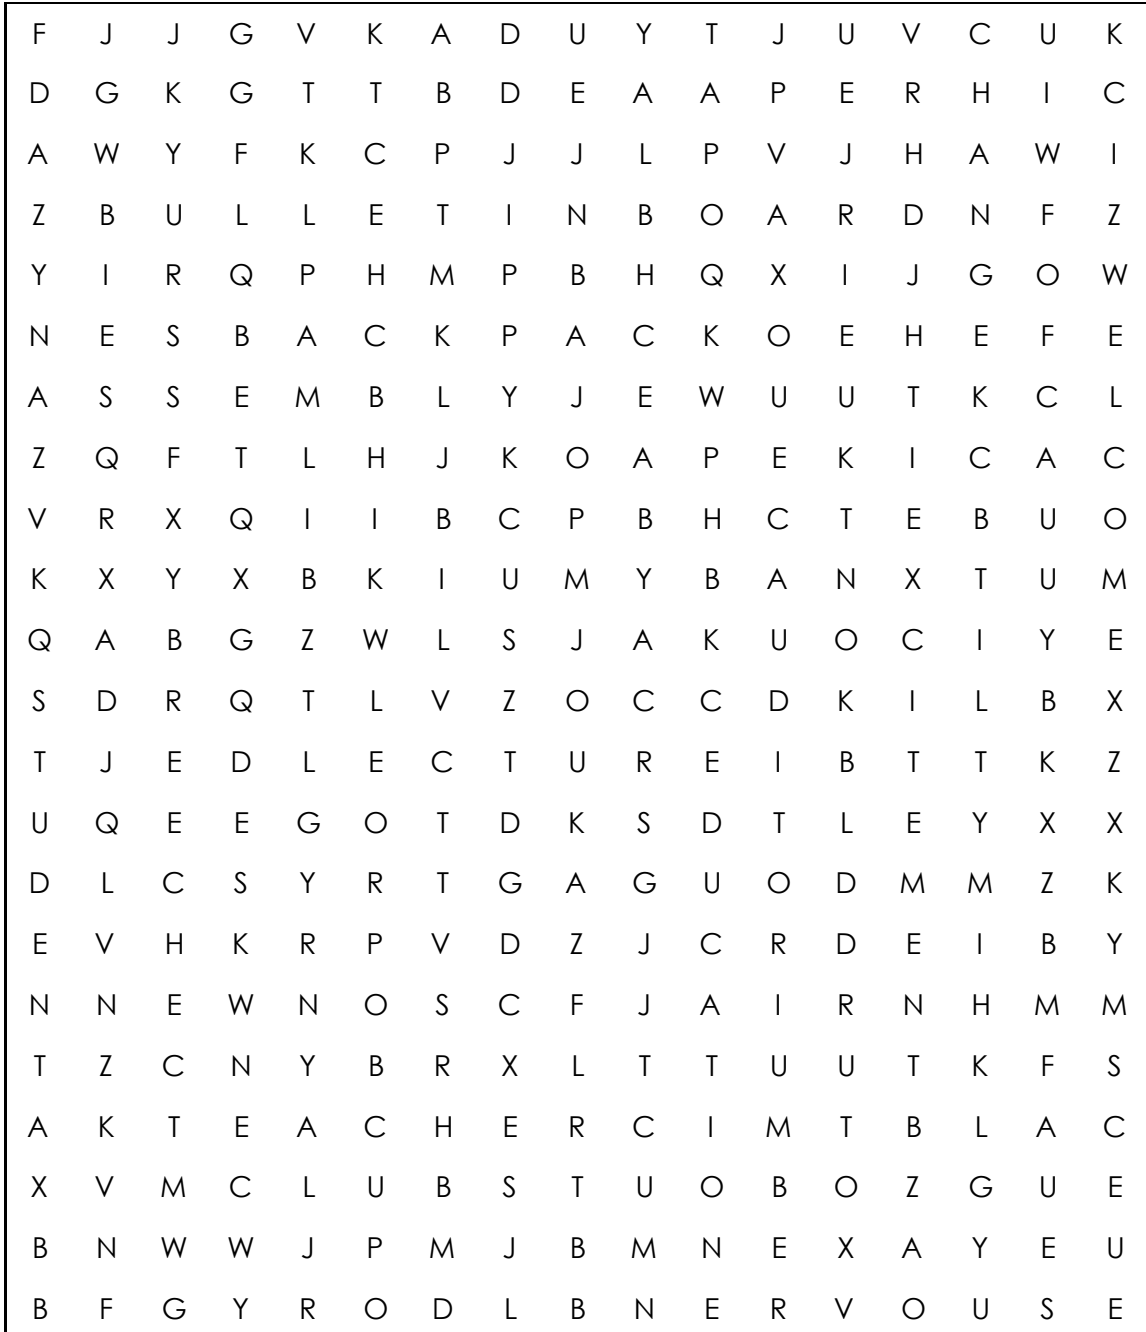 F J J G V K A D U Y T J U V C U K
D G K G T T B D E A A P E R H I C
A W Y F K C P J J L P V J H A W I
Z B U L L E T I N B O A R D N F Z
Y I R Q P H M P B H Q X I J G O W
N E S B A C K P A C K O E H E F E
A S S E M B L Y J E W U U T K C L
Z Q F T L H J K O A P E K I C A C
V R X Q I I B C P B H C T E B U O
K X Y X B K I U M Y B A N X T U M
Q A B G Z W L S J A K U O C I Y E
S D R Q T L V Z O C C D K I L B X
T J E D L E C T U R E I B T T K Z
U Q E E G O T D K S D T L E Y X X
D L C S Y R T G A G U O D M M Z K
E V H K R P V D Z J C R D E I B Y
N N E W N O S C F J A I R N H M M
T Z C N Y B R X L T T U U T K F S
A K T E A C H E R C I M T B L A C
X V M C L U B S T U O B O Z G U E
B N W W J P M J B M N E X A Y E U
B F G Y R O D L B N E R V O U S E